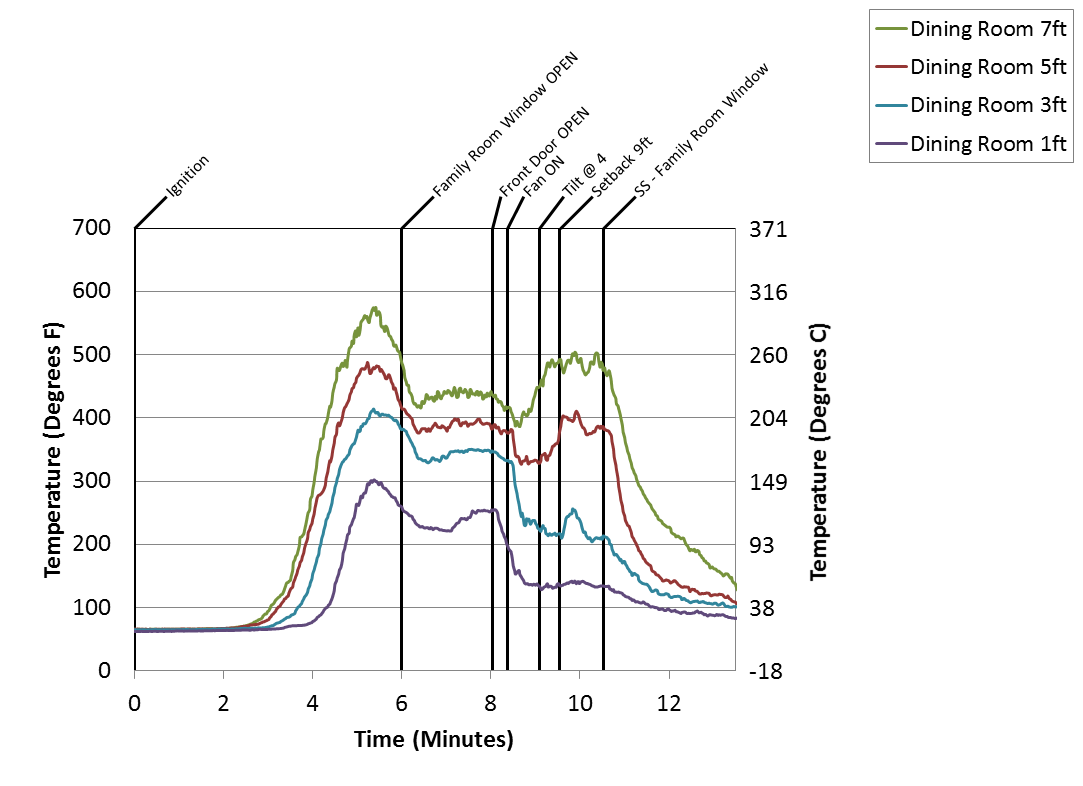 Dining Room 7ft
Dining Room 5ft
Dining Room 3ft
Dining Room 1ft
Ignition
Family Room Window OPEN
Front Door OPEN
Fan ON
Tilt @ 4
Setback 9ft
SS - Family Room Window
700
600
500
400
300
200
100
0
Temperature (Degrees F)
371
316
260
204
149
93
38
-18
Temperature (Degrees C)
0
2
4
6
8
10
12
Time (Minutes)